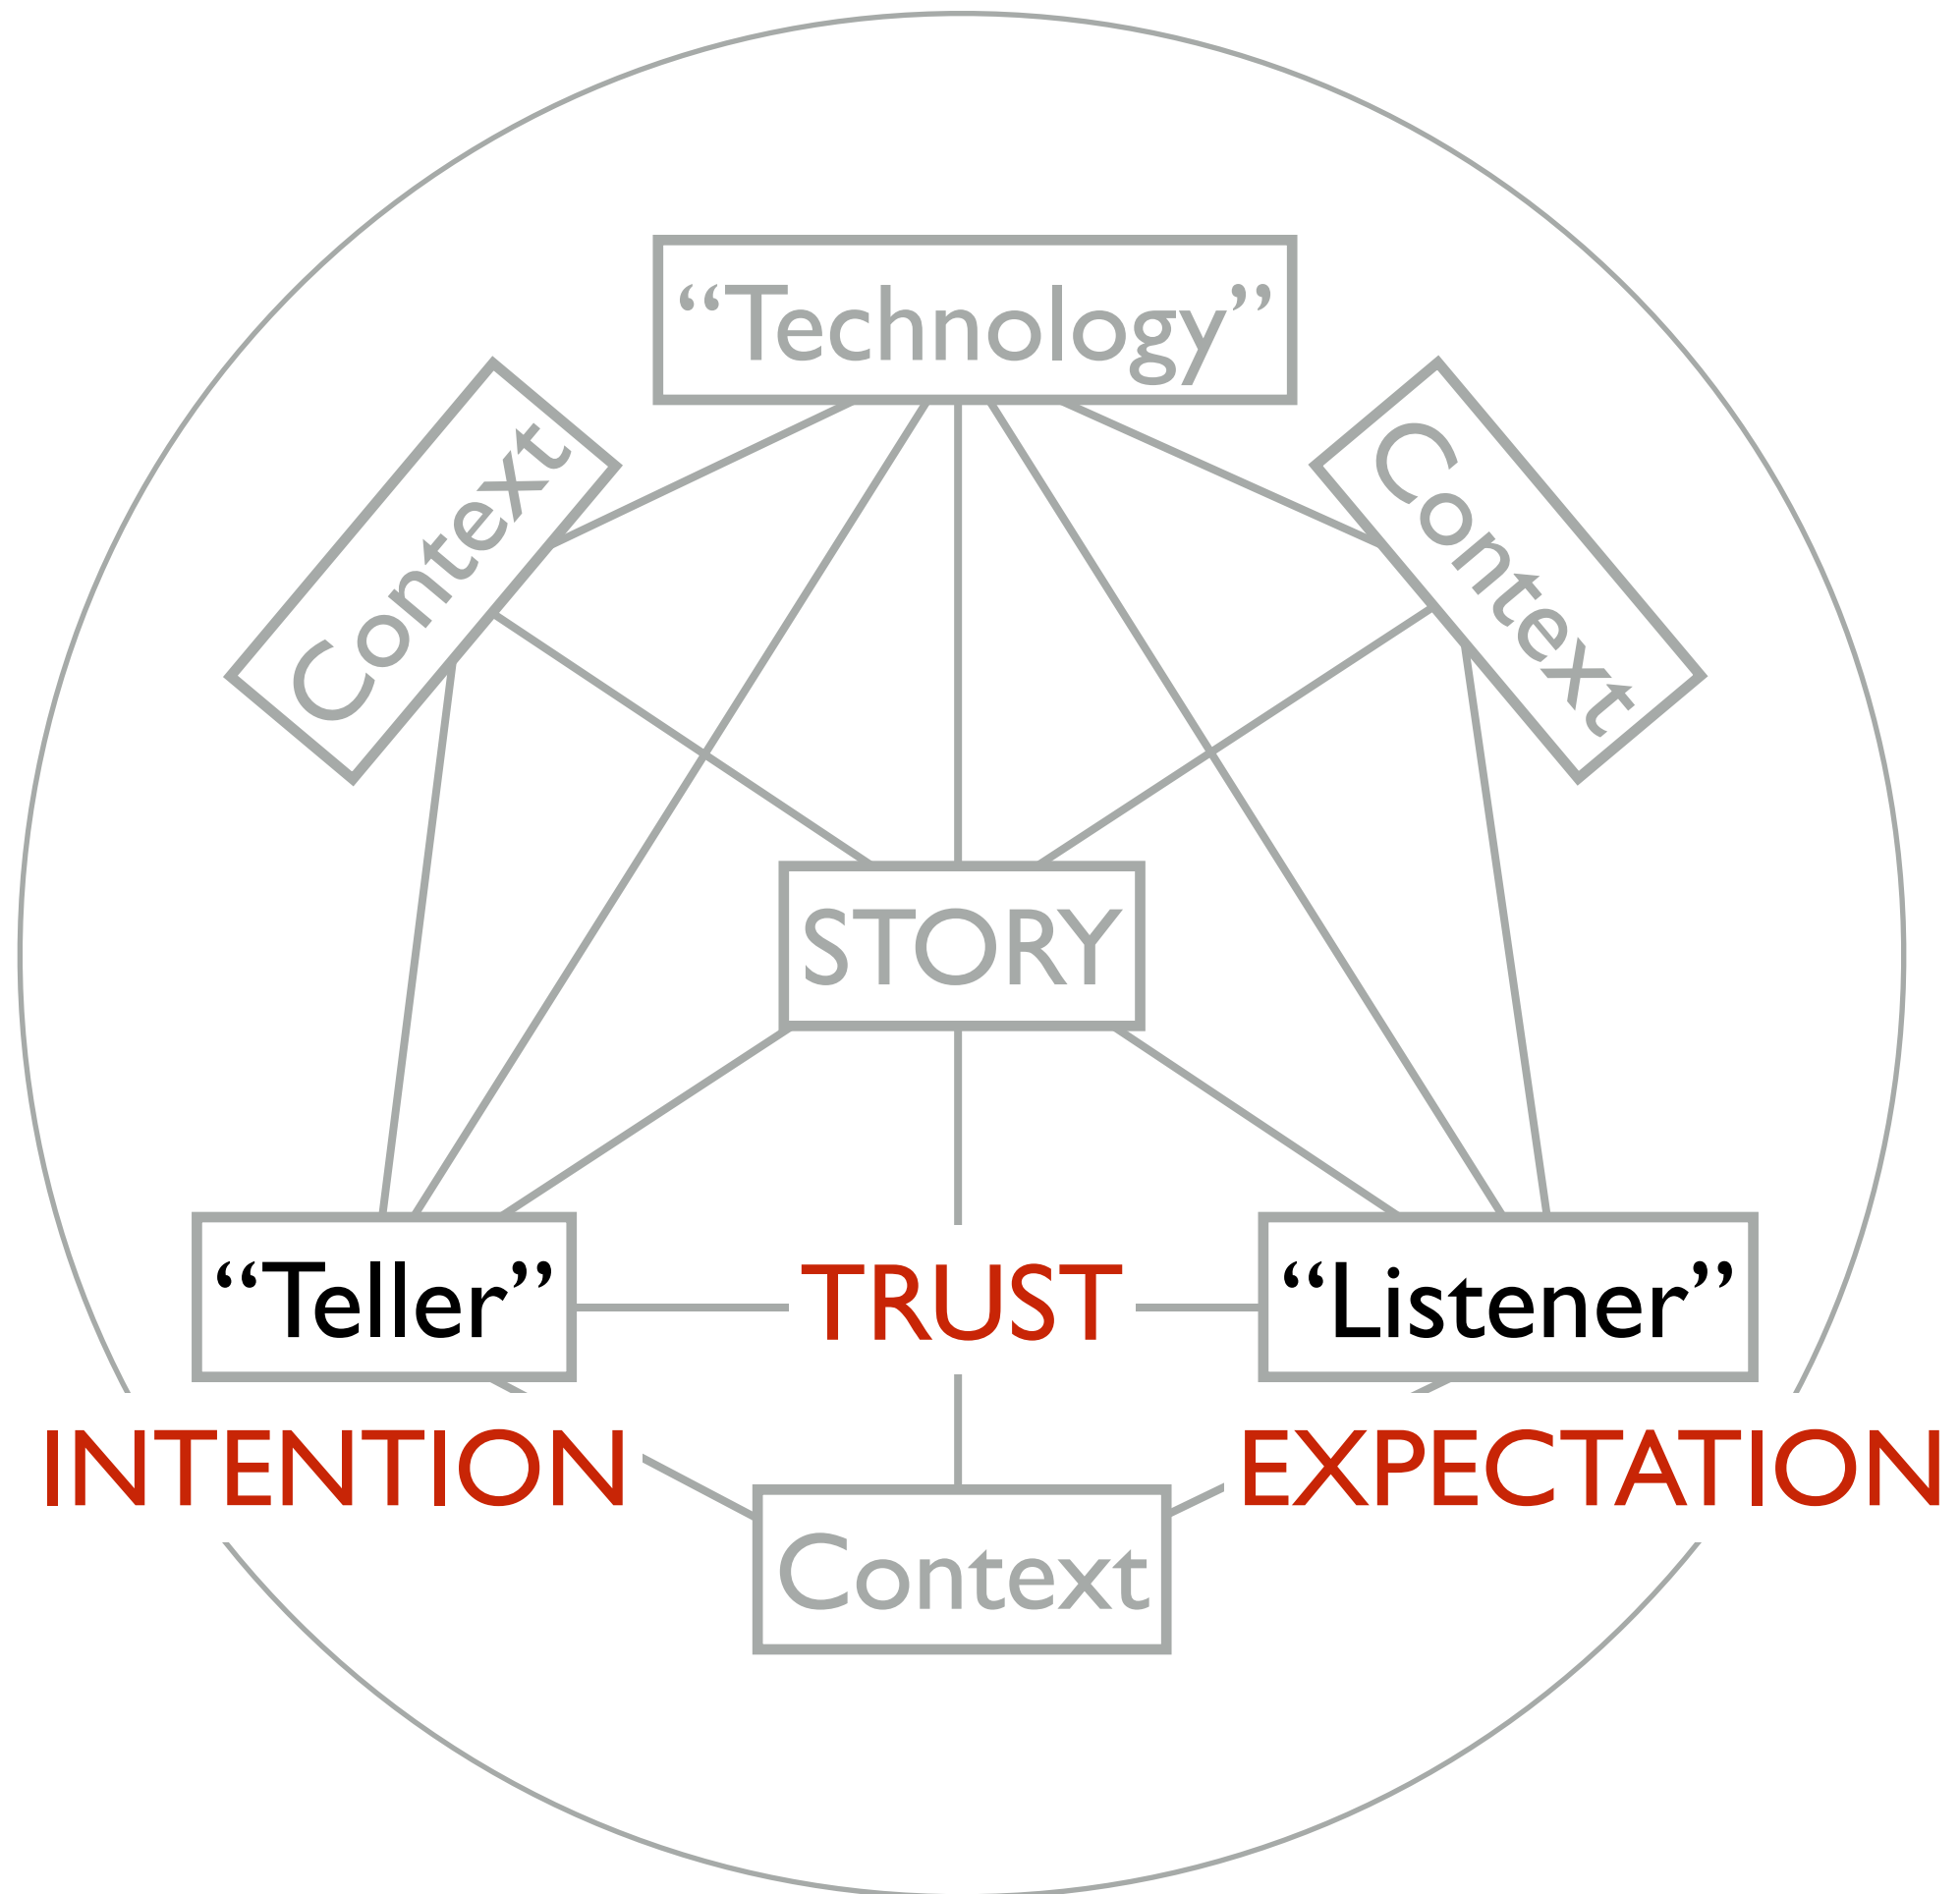 “Technology”
Context
Context
STORY
“Teller”
TRUST
“Listener”
INTENTION
EXPECTATION
Context